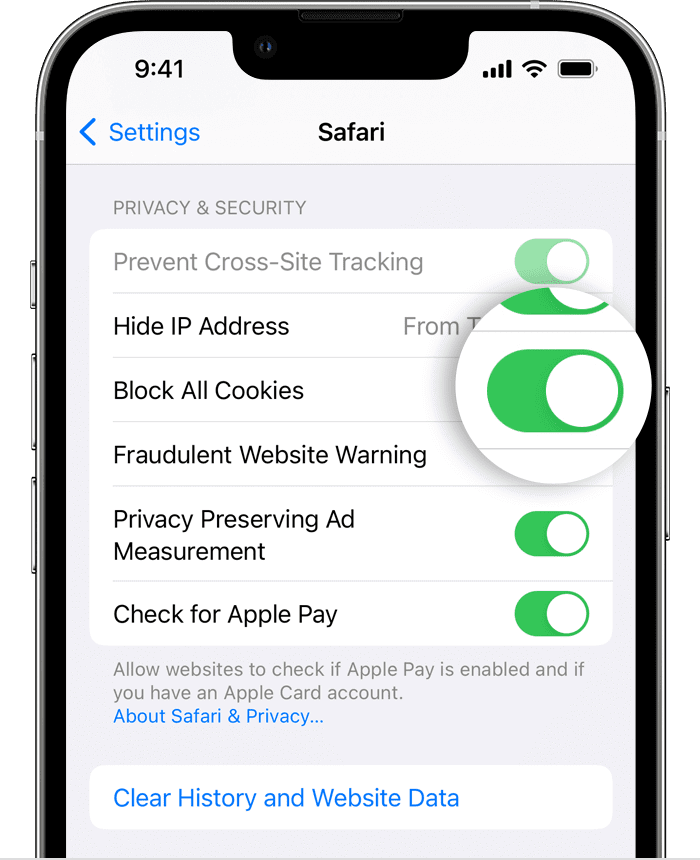 9:41
Settings
Safari
PRIVACY & SECURITY
Prevent Cross-Site Tracking
Hide IP Address
From
Block All Cookies
Fraudulent Website Warning
Privacy Preserving Ad
Measurement
Check for Apple Pay
Allow websites to check if Apple Pay is enabled and if
you have an Apple Card account.
About Safari & Privacy...
Clear History and Website Data